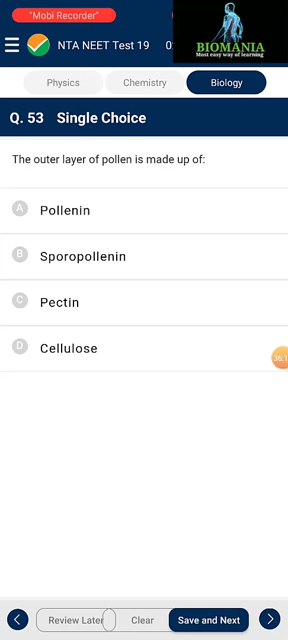 "Mobi Recorder"
NTA NEET Test 19
BIOMANIA
Most easy way of learning
Physics
Chemistry
Biology
Q. 53 Single Choice
The outer layer of pollen is made up of:
A Pollenin
B Sporopollenin
C Pectin
D Cellulose
Review Later
Clear
Save and Next